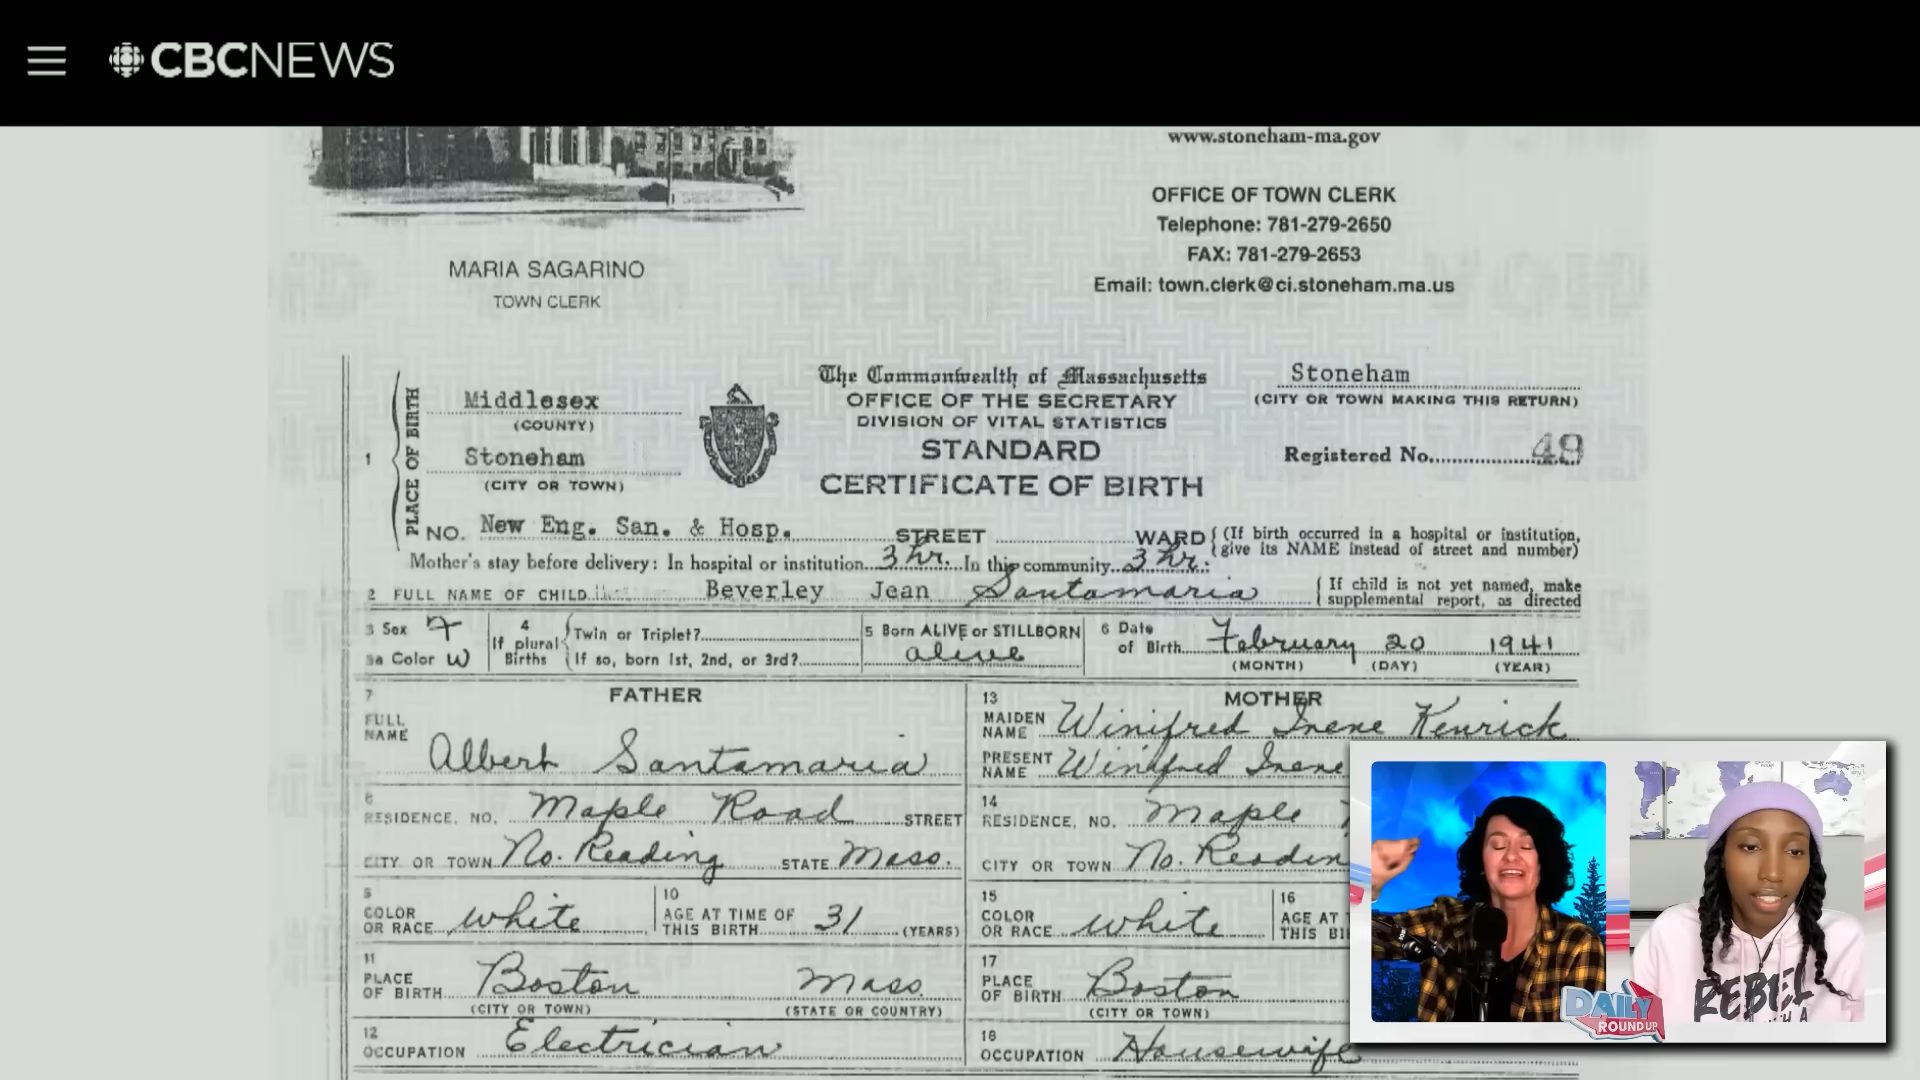 CBCNEWS
www.stoneham-ma.gov
OFFICE OF TOWN CLERK
Telephone: 781-279-2650
FAX: 781-279-2653
Email: town.clerk@ci.stoneham.ma.us
MARIA SAGARINO
TOWN CLERK
The Commonwealth of Massachusetts
OFFICE OF THE SECRETARY
DIVISION OF VITAL STATISTICS
STANDARD
CERTIFICATE OF BIRTH
Stoneham
(CITY OR TOWN MAKING THIS RETURN)
Registered No. 49
1 PLACE OF BIRTH
Middlesex
(COUNTY)
Stoneham
(CITY OR TOWN)
NO. New Eng. San. & Hosp. STREET WARD
(If birth occurred in a hospital or institution,
give its NAME instead of street and number)
Mother's stay before delivery: In hospital or institution 3 hr. In this community 3 hr.
2 FULL NAME OF CHILD Beverley Jean Santamaria
If child is not yet named, make
supplemental report, as directed
3 Sex F
3a Color W
4 If plural Births
Twin or Triplet?
If so, born 1st, 2nd, or 3rd?
5 Born ALIVE or STILLBORN
alive
6 Date of Birth February 20 1941
(MONTH) (DAY) (YEAR)
FATHER
7 FULL NAME Albert Santamaria
8 RESIDENCE, NO. Maple Road STREET
CITY OR TOWN No. Reading STATE Mass.
9 COLOR OR RACE white
10 AGE AT TIME OF THIS BIRTH 31 (YEARS)
11 PLACE OF BIRTH Boston Mass.
(CITY OR TOWN) (STATE OR COUNTRY)
12 OCCUPATION Electrician
MOTHER
13 MAIDEN NAME Winifred Irene Kenrick
PRESENT NAME Winifred Irene
14 RESIDENCE, NO. Maple
CITY OR TOWN No. Readin
15 COLOR OR RACE white
16 AGE AT
THIS BI
17 PLACE OF BIRTH Boston
(CITY OR TOWN)
18 OCCUPATION Housewife
DAILY
ROUNDUP
REBEL